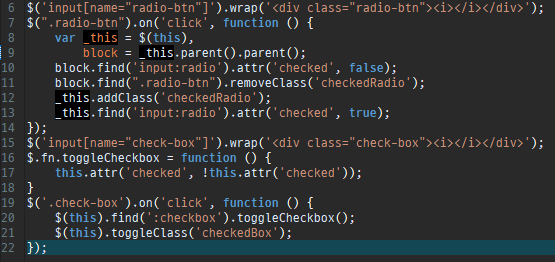 6 $('input[name="radio-btn"]').wrap('<div class="radio-btn"><i></i></div>');
7 $(".radio-btn").on('click', function () {
8     var _this = $(this),
9         block = _this.parent().parent();
10     block.find('input:radio').attr('checked', false);
11     block.find(".radio-btn").removeClass('checkedRadio');
12     _this.addClass('checkedRadio');
13     _this.find('input:radio').attr('checked', true);
14 });
15 $('input[name="check-box"]').wrap('<div class="check-box"><i></i></div>');
16 $.fn.toggleCheckbox = function () {
17     this.attr('checked', !this.attr('checked'));
18 }
19 $('.check-box').on('click', function () {
20     $(this).find(':checkbox').toggleCheckbox();
21     $(this).toggleClass('checkedBox');
22 });